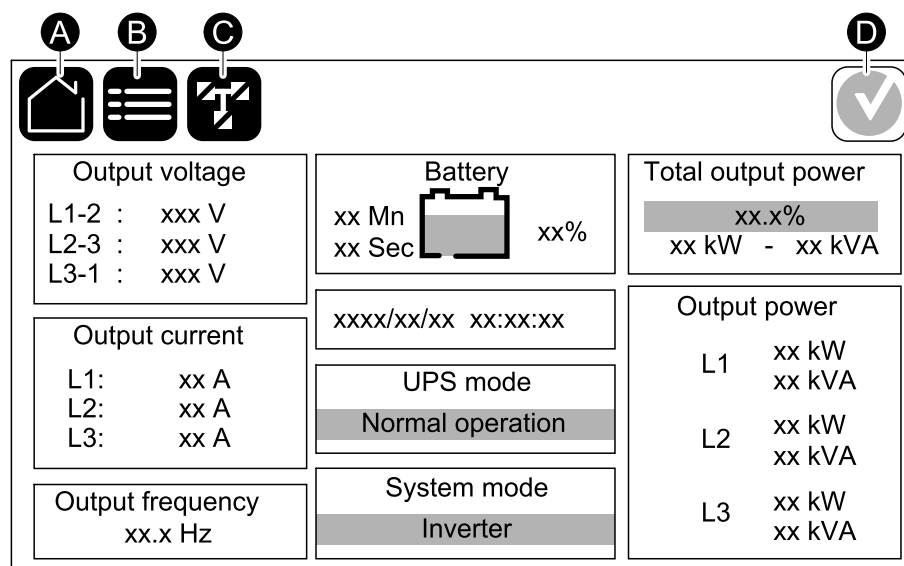 A
B
C
D
Output voltage
L1-2 : xxx V
L2-3 : xxx V
L3-1 : xxx V
Output current
L1: xx A
L2: xx A
L3: xx A
Output frequency
xx.x Hz
Battery
xx Mn
xx Sec
xx%
xxxx/xx/xx xx:xx:xx
UPS mode
Normal operation
System mode
Inverter
Total output power
xx.x%
xx kW - xx kVA
Output power
L1
xx kW
xx kVA
L2
xx kW
xx kVA
L3
xx kW
xx kVA